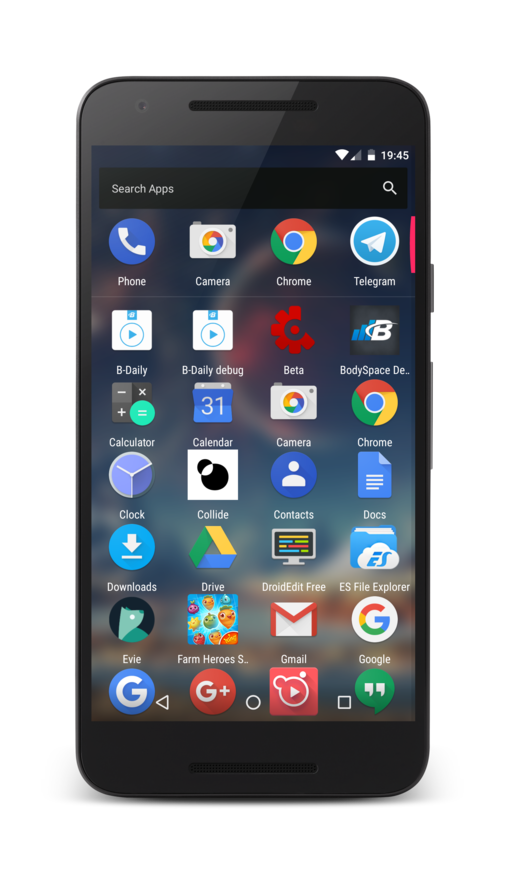 19:45
Search Apps
Phone Camera Chrome Telegram
B
B-Daily B-Daily debug Beta BodySpace De..
31
Calculator Calendar Camera Chrome
Clock Collide Contacts Docs
ES
Downloads Drive DroidEdit Free ES File Explorer
G
Evie Farm Heroes S.. Gmail Google
G G+